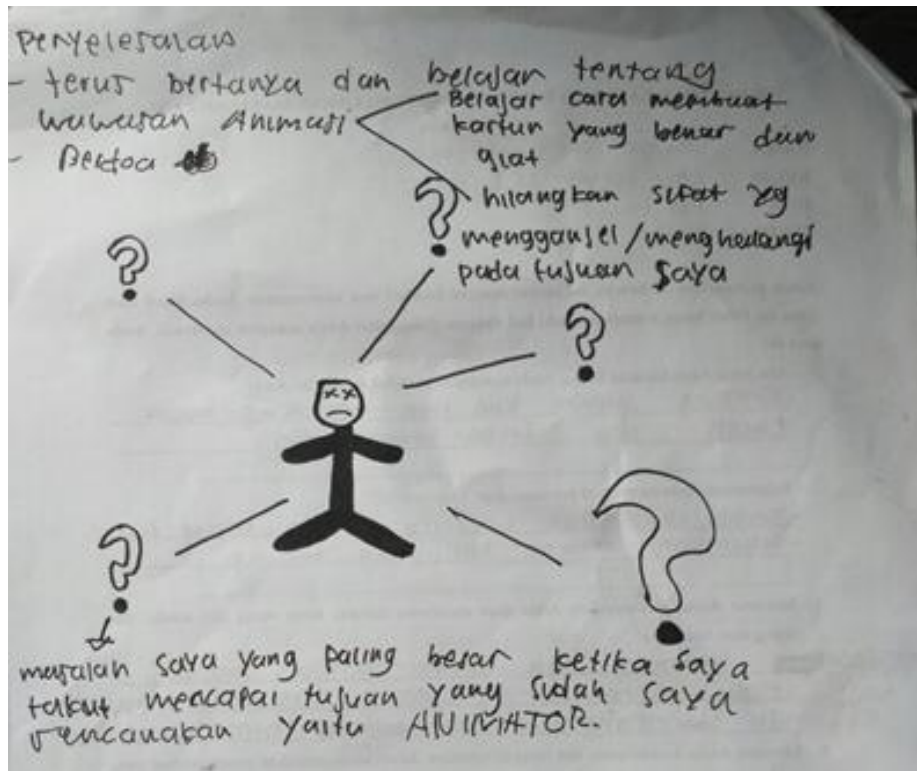 Penyelesaian
- terus bertanya dan belajar tentang
wawasan Animasi
Belajar cara membuat
kartun yang benar dan
giat
- Berdoa
hilangkan sifat yg
menggangu/menghalangi
pada tujuan saya
?
?
?
?
?
masalah saya yang paling besar ketika saya
takut mencapai tujuan yang sudah saya
rencanakan yaitu ANIMATOR.